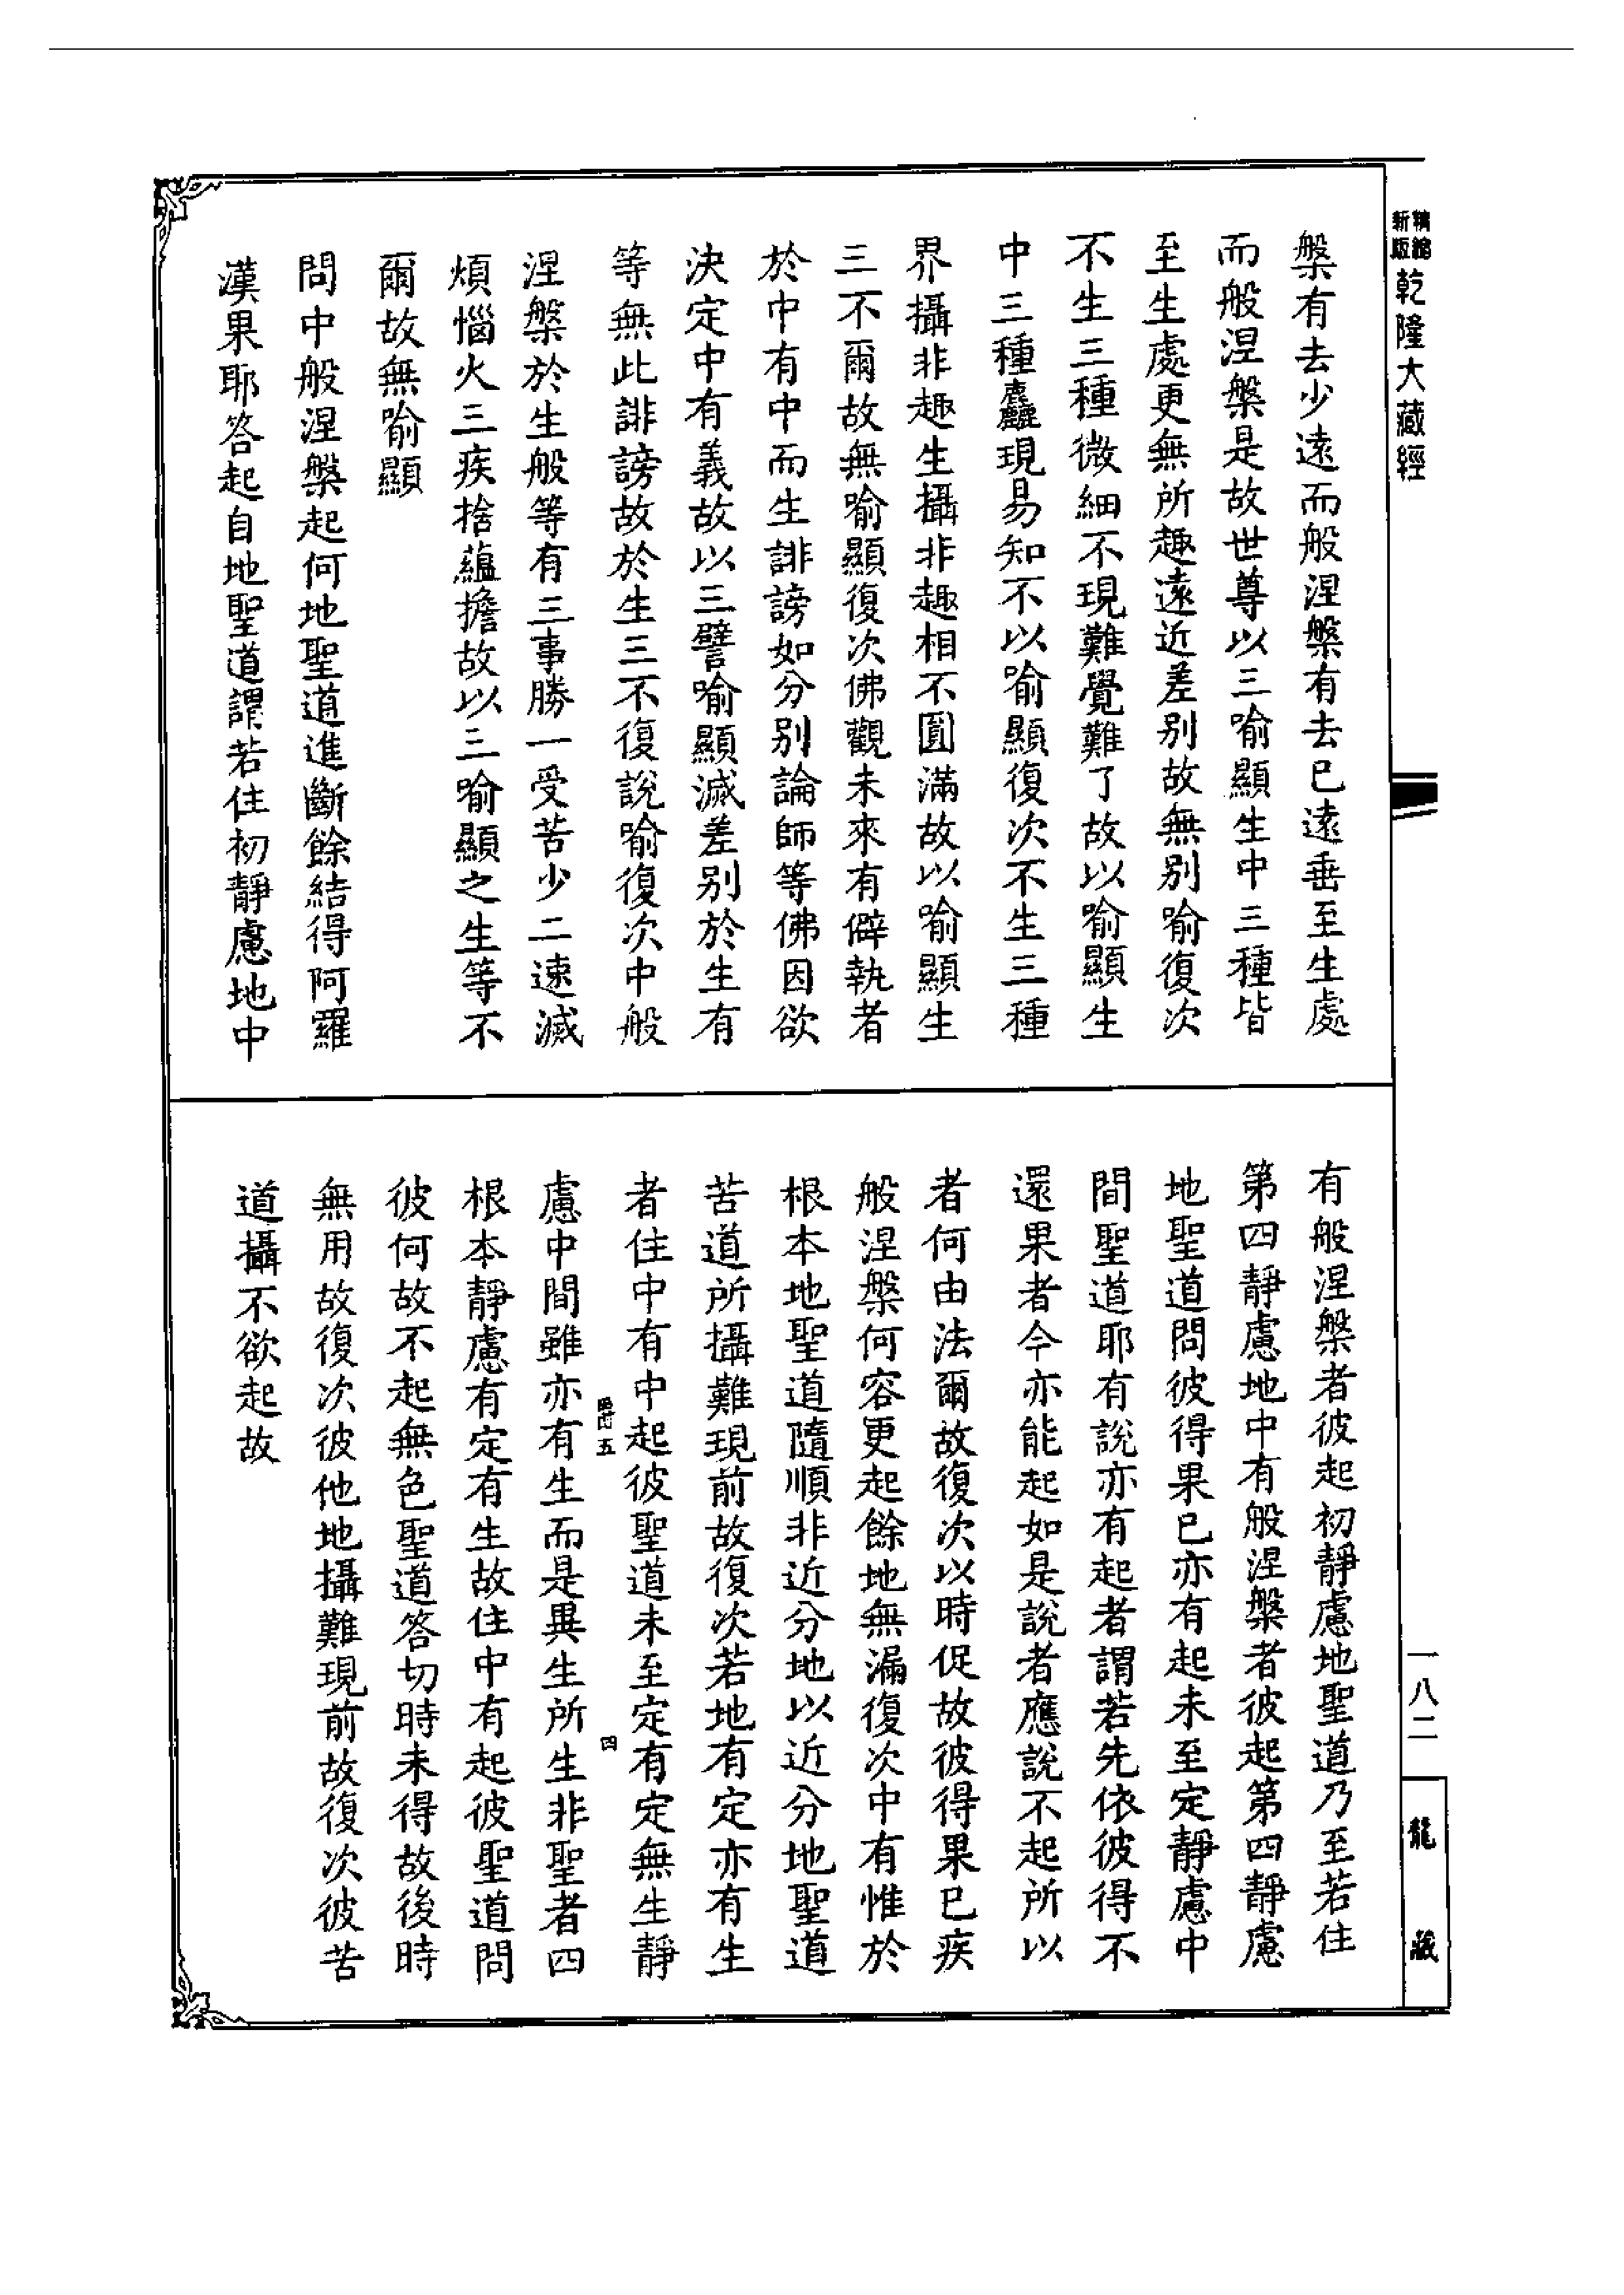 精編新版乾隆大藏經
槃有去少遠而般涅槃有去已遠垂至生處
而般涅槃是故世尊以三喻顯生中三種皆
至生處更無所趣遠近差别故無别喻復次
不生三種微細不現難覺難了故以喻顯生
中三種麤現易知不以喻顯復次不生三種
界攝非趣生攝非趣相不圓滿故以喻顯生
三不爾故無喻顯復次佛觀未來有僻執者
於中有中而生誹謗如分别論師等佛因欲
決定中有義故以三譬喻顯滅差别於生有
等無此誹謗故於生三不復說喻復次中般
涅槃於生般等有三事勝一受苦少二速滅
煩惱火三疾捨蘊擔故以三喻顯之生等不
爾故無喻顯
問中般涅槃起何地聖道進斷餘結得阿羅
漢果耶答起自地聖道謂若住初靜慮地中
有般涅槃者彼起初靜慮地聖道乃至若住
第四靜慮地中有般涅槃者彼起第四靜慮
地聖道問彼得果已亦有起未至定靜慮中
間聖道耶有說亦有起者謂若先依彼得不
還果者今亦能起如是說者應說不起所以
者何由法爾故復次以時促故彼得果已疾
般涅槃何容更起餘地無漏復次中有惟於
根本地聖道隨順非近分地以近分地聖道
苦道所攝難現前故復次若地有定亦有生
者住中有中起彼聖道未至定有定無生靜
慮中間雖亦有生而是異生所生非聖者四
根本靜慮有定有生故住中有起彼聖道問
彼何故不起無色聖道答切時未得故後時
無用故復次彼他地攝難現前故復次彼苦
道攝不欲起故
五
四
一八二
龍藏